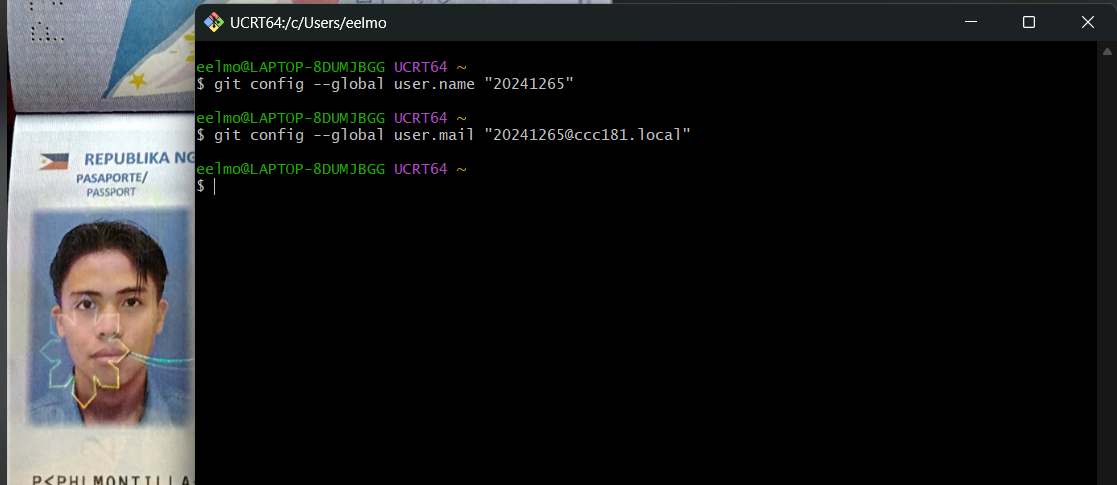 UCRT64:/c/Users/eelmo
eelmo@LAPTOP-8DUMJBGG UCRT64 ~
$ git config --global user.name "20241265"
eelmo@LAPTOP-8DUMJBGG UCRT64 ~
$ git config --global user.mail "20241265@ccc181.local"
eelmo@LAPTOP-8DUMJBGG UCRT64 ~
$
REPUBLIKA NG
PASAPORTE/
PASSPORT
P<PHLMONTILLA